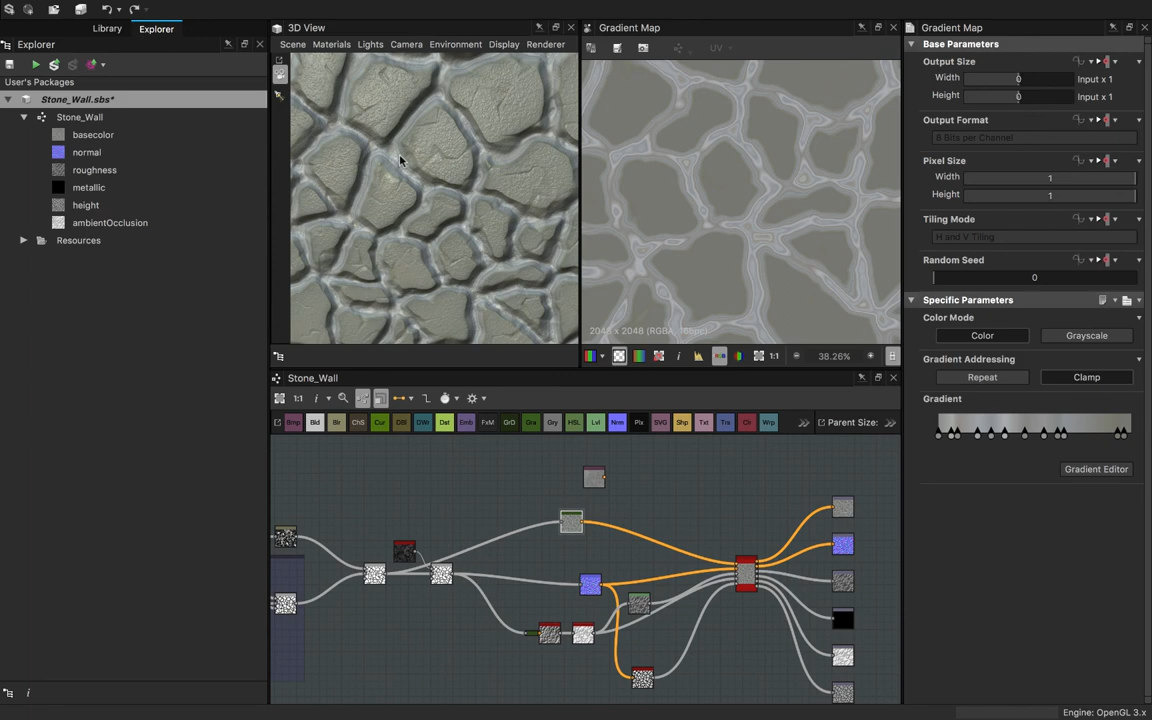 Library
Explorer
Explorer
User's Packages
Stone_Wall.sbs*
Stone_Wall
basecolor
normal
roughness
metallic
height
ambientOcclusion
Resources
3D View
Scene Materials Lights Camera Environment Display Renderer
Gradient Map
UV
2048 x 2048 (RGBA, 16bpc)
1:1
38.26%
Stone_Wall
1:1
Bmp Bld Blr ChS Cur DBl DWr Dst Emb FxM GrD Gra Gry HSL Lvl Nrm Pix SVG Shp Txt Trs Clr Wrp
Parent Size:
Gradient Map
Base Parameters
Output Size
Width 0 Input x 1
Height 0 Input x 1
Output Format
8 Bits per Channel
Pixel Size
Width 1
Height 1
Tiling Mode
H and V Tiling
Random Seed
0
Specific Parameters
Color Mode
Color Grayscale
Gradient Addressing
Repeat Clamp
Gradient
Gradient Editor
Engine: OpenGL 3.x